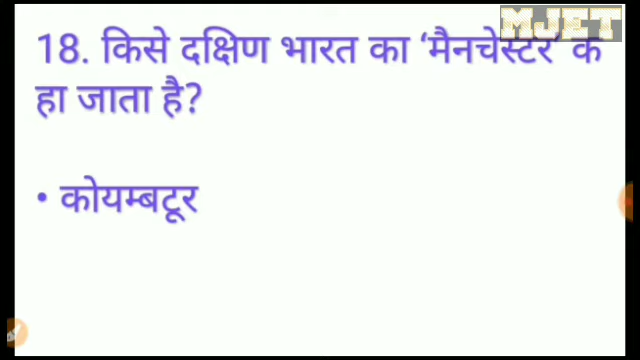 MJET
18. किसे दक्षिण भारत का ‘मैनचेस्टर’ क
हा जाता है?
• कोयम्बटूर